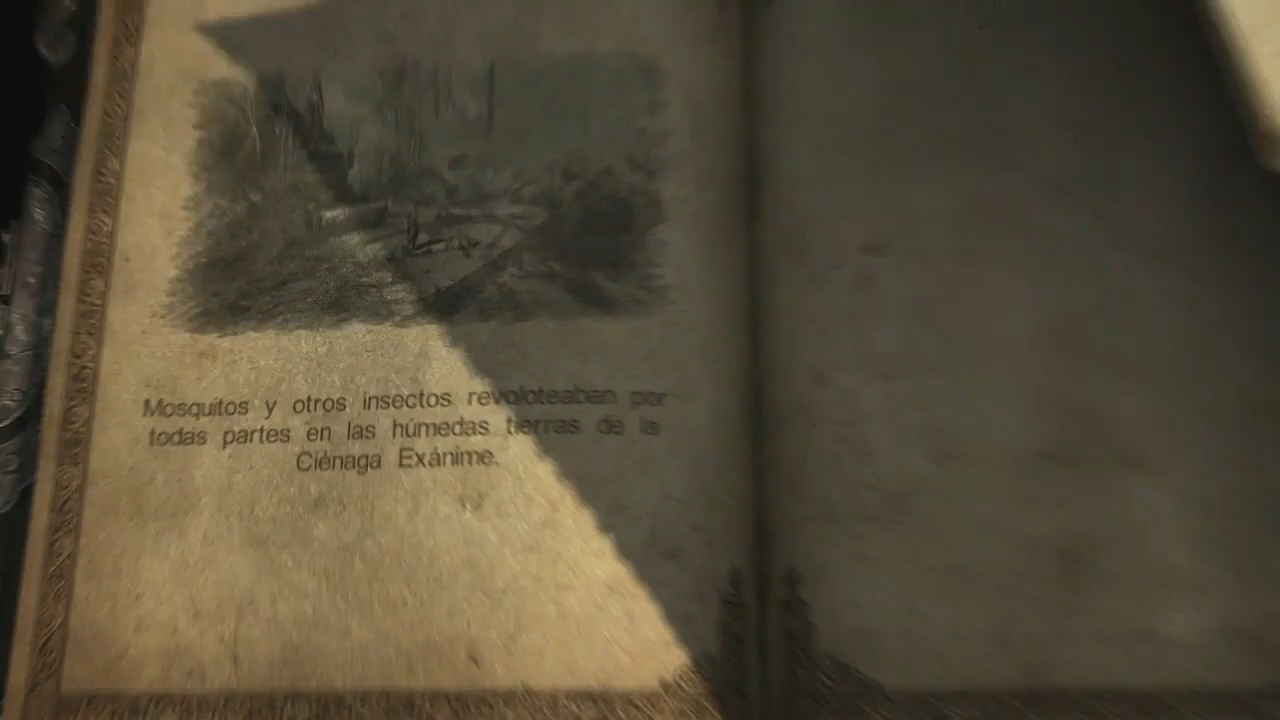 Mosquitos y otros insectos revoloteaban por
todas partes en las húmedas tierras de la
Ciénaga Exánime.